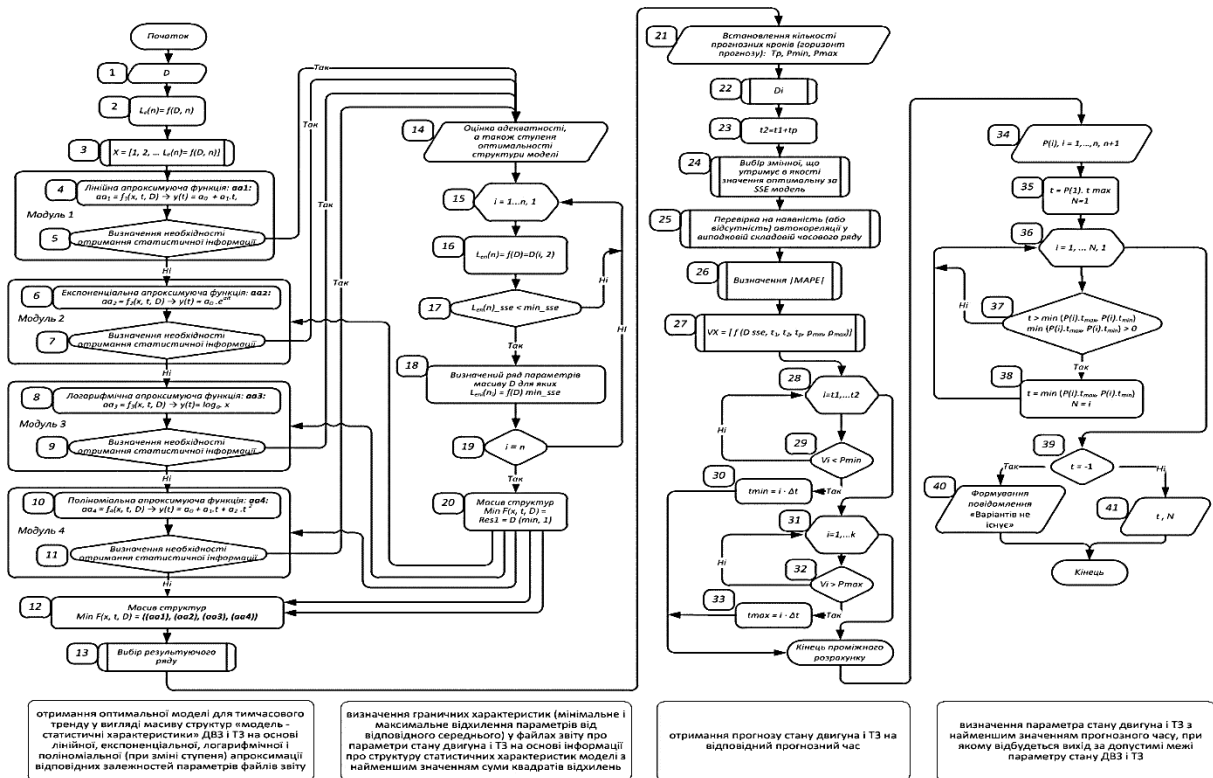 Початок
1
D
2
Lₑ(n)= f(D, n)
3
X = [1, 2, ... Lₑ(n)= f(D, n)]
4
Лінійна апроксимуюча функція: aa1:
aa₁ = f₁(x, t, D) → y(t) = a₀ + a₁.t,
Модуль 1
5
Визначення необхідності
отримання статистичної інформації
Ні
6
Експоненціальна апроксимуюча функція: aa2:
aa₂ = f₂(x, t, D) → y(t) = a₀ .e
Модуль 2
7
Визначення необхідності
отримання статистичної інформації
Ні
8
Логарифмічна апроксимуюча функція: aa3:
aa₃ = f₃(x, t, D) → y(t)= logₐ. x
Модуль 3
9
Визначення необхідності
отримання статистичної інформації
Ні
10
Поліноміальна апроксимуюча функція: aa4:
aa₄ = f₄(x, t, D) → y(t) = a₀ + a₁.t + a₂ .t ²
Модуль 4
11
Визначення необхідності
отримання статистичної інформації
Ні
12
Масив структур
Min F(x, t, D) = ((aa1), (aa2), (aa3), (aa4))
13
Вибір результуючого
ряду
Так
Так
Так
Так
14
Оцінка адекватності,
а також ступеня
оптимальності
структури моделі
15
i = 1...n, 1
16
Lₑₙ(n)= f(D)=D(i, 2)
17
Lₑₙ(n)_sse < min_sse
Ні
Так
18
Визначений ряд параметрів
масиву D для яких
Lₑₙ(n) = f(D) min_sse
19
i = n
Ні
Так
20
Масив структур
Min F(x, t, D) =
Res1 = D (min, 1)
21
Встановлення кількості
прогнозних кроків (горизонт
прогнозу): Tp, Pmin, Pmax
22
Di
23
t2=t1+tp
24
Вибір змінної, що
утримує в якості
значення оптимальну за
SSE модель
25
Перевірка на наявність (або
відсутність) автокореляції у
випадковій складовій часового ряду
26
Визначення |MAPE|
27
VX = [ f (D sse, t₁, t₂, tₚ, pₘᵢₙ, pₘₐₓ)]
28
i=t1,...t2
29
Ні
Vi < Pmin
30
Так
tmin = i · Δt
31
i=1,...k
32
Ні
Vi > Pmax
33
Так
tmax = i · Δt
Кінець проміжного
розрахунку
34
P(i), i = 1,...,n, n+1
35
t = P(1). t max
N=1
36
i = 1, ... N, 1
Ні
37
t > min (P(i).tₘₐₓ, P(i).tₘᵢₙ)
min (P(i).tₘₐₓ, P(i).tₘᵢₙ) > 0
Так
38
t = min (P(i).tₘₐₓ, P(i).tₘᵢₙ)
N = i
39
t = -1
Так
Ні
40
Формування
повідомлення
«Варіантів не
існує»
41
t , N
Кінець
отримання оптимальної моделі для тимчасового
тренду у вигляді масиву структур «модель -
статистичні характеристики» ДВЗ і ТЗ на основі
лінійної, експоненціальної, логарифмічної і
поліноміальної (при зміні ступеня) апроксимації
відповідних залежностей параметрів файлів звіту
визначення граничних характеристик (мінімальне і
максимальне відхилення параметрів від
відповідного середнього) у файлах звіту про
параметри стану двигуна і ТЗ на основі інформації
про структуру статистичних характеристик моделі з
найменшим значенням суми квадратів відхилень
отримання прогнозу стану двигуна і ТЗ на
відповідний прогнозний час
визначення параметра стану двигуна і ТЗ з
найменшим значенням прогнозного часу, при
якому відбудеться вихід за допустимі межі
параметру стану ДВЗ і ТЗ